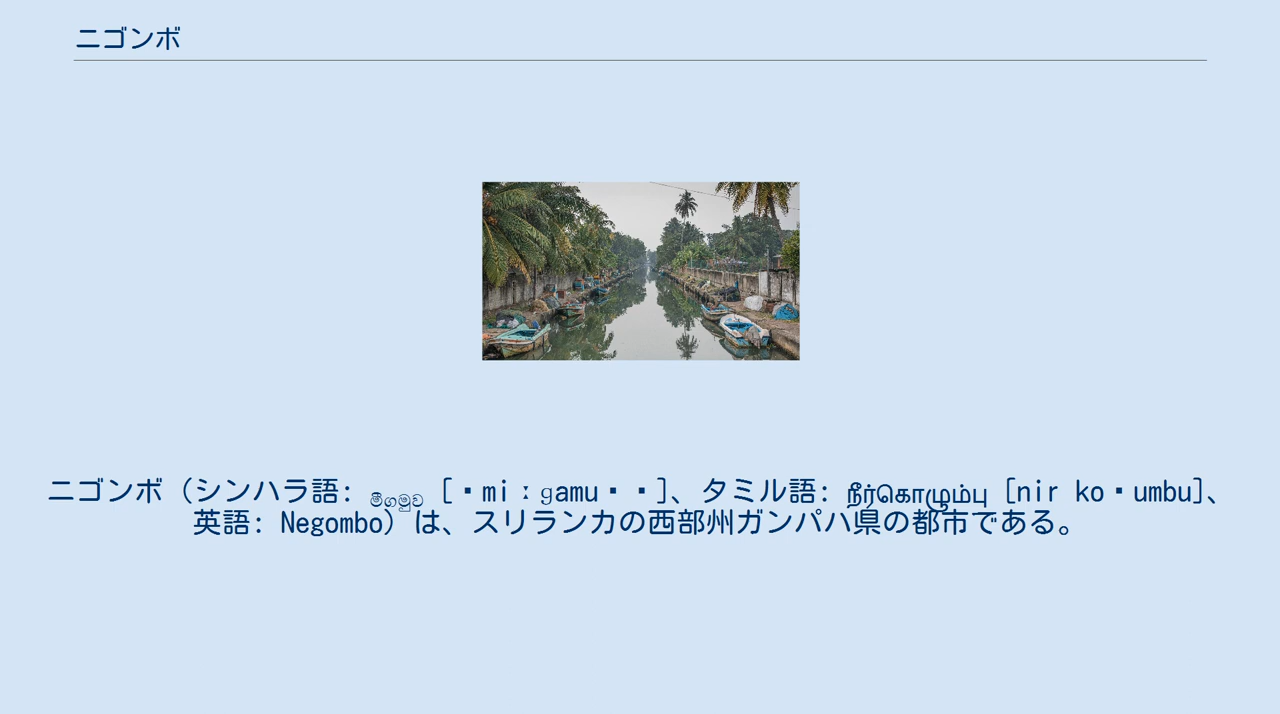 ニゴンボ
ニゴンボ（シンハラ語: මීගමුව [▪miːgamu▪▪]、タミル語: நீர்கொழும்பு [nir ko▪umbu]、
英語: Negombo）は、スリランカの西部州ガンパハ県の都市である。